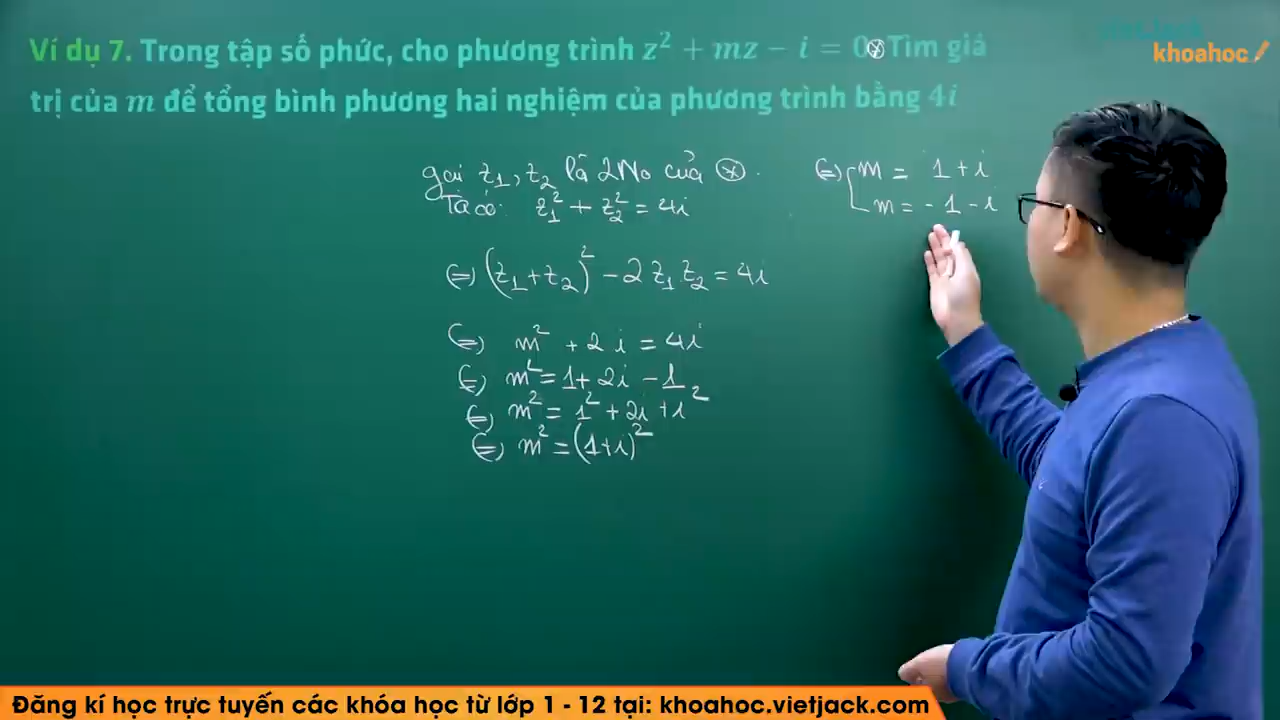 Ví dụ 7. Trong tập số phức, cho phương trình z² + mz − i = 0 ⊛ Tìm giá
trị của m để tổng bình phương hai nghiệm của phương trình bằng 4i
vietjack
khoahoc
gọi z₁, z₂ là 2No của ⊛.
Ta có: z₁² + z₂² = 4i
⇔ (z₁+z₂)² − 2 z₁.z₂ = 4i
⇔ m² + 2i = 4i
⇔ m² = 1 + 2i − 1
⇔ m² = 1² + 2i + i²
⇔ m² = (1+i)²
⇔ [ m = 1 + i
m = −1 − i
Đăng kí học trực tuyến các khóa học từ lớp 1 - 12 tại: khoahoc.vietjack.com